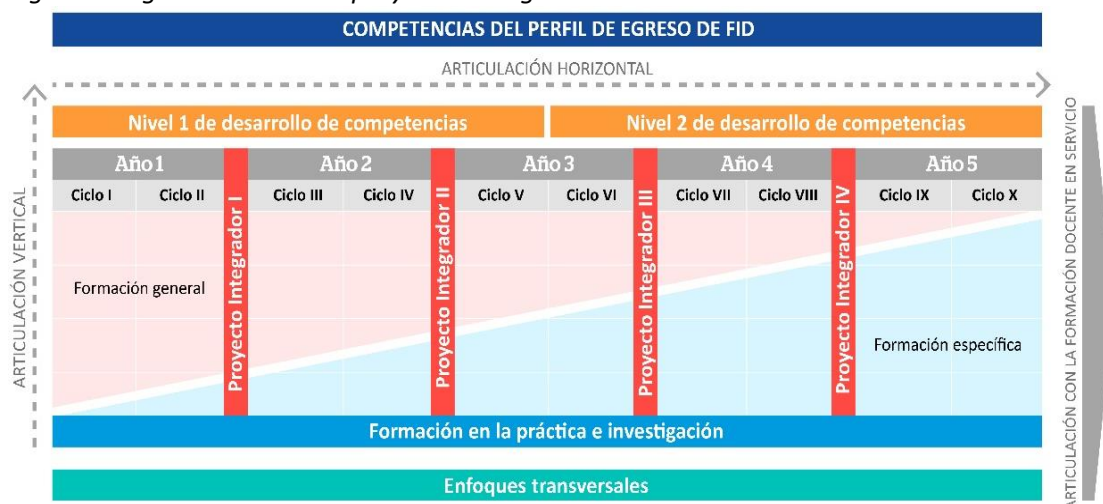 COMPETENCIAS DEL PERFIL DE EGRESO DE FID
ARTICULACIÓN HORIZONTAL
Nivel 1 de desarrollo de competencias
Nivel 2 de desarrollo de competencias
Año 1
Año 2
Año 3
Año 4
Año 5
Ciclo I
Ciclo II
Ciclo III
Ciclo IV
Ciclo V
Ciclo VI
Ciclo VII
Ciclo VIII
Ciclo IX
Ciclo X
Proyecto Integrador I
Proyecto Integrador II
Proyecto Integrador III
Proyecto Integrador IV
Formación general
Formación específica
ARTICULACIÓN VERTICAL
ARTICULACIÓN CON LA FORMACIÓN DOCENTE EN SERVICIO
Formación en la práctica e investigación
Enfoques transversales